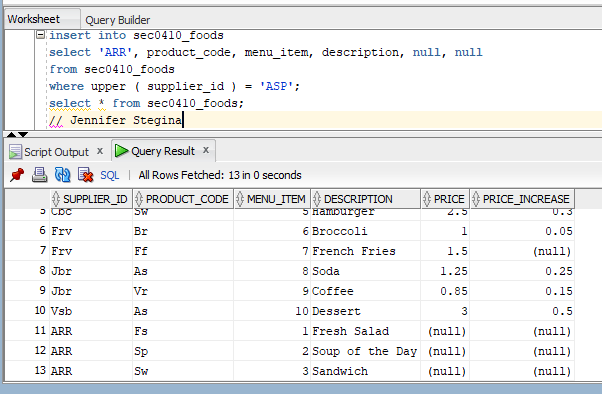 Worksheet Query Builder
insert into sec0410_foods
select 'ARR', product_code, menu_item, description, null, null
from sec0410_foods
where upper ( supplier_id ) = 'ASP';
select * from sec0410_foods;
// Jennifer Stegina
Script Output x Query Result x
SQL | All Rows Fetched: 13 in 0 seconds
SUPPLIER_ID PRODUCT_CODE MENU_ITEM DESCRIPTION PRICE PRICE_INCREASE
5 Cbc Sw 5 Hamburger 2.5 0.3
6 Frv Br 6 Broccoli 1 0.05
7 Frv Ff 7 French Fries 1.5 (null)
8 Jbr As 8 Soda 1.25 0.25
9 Jbr Vr 9 Coffee 0.85 0.15
10 Vsb As 10 Dessert 3 0.5
11 ARR Fs 1 Fresh Salad (null) (null)
12 ARR Sp 2 Soup of the Day (null) (null)
13 ARR Sw 3 Sandwich (null) (null)